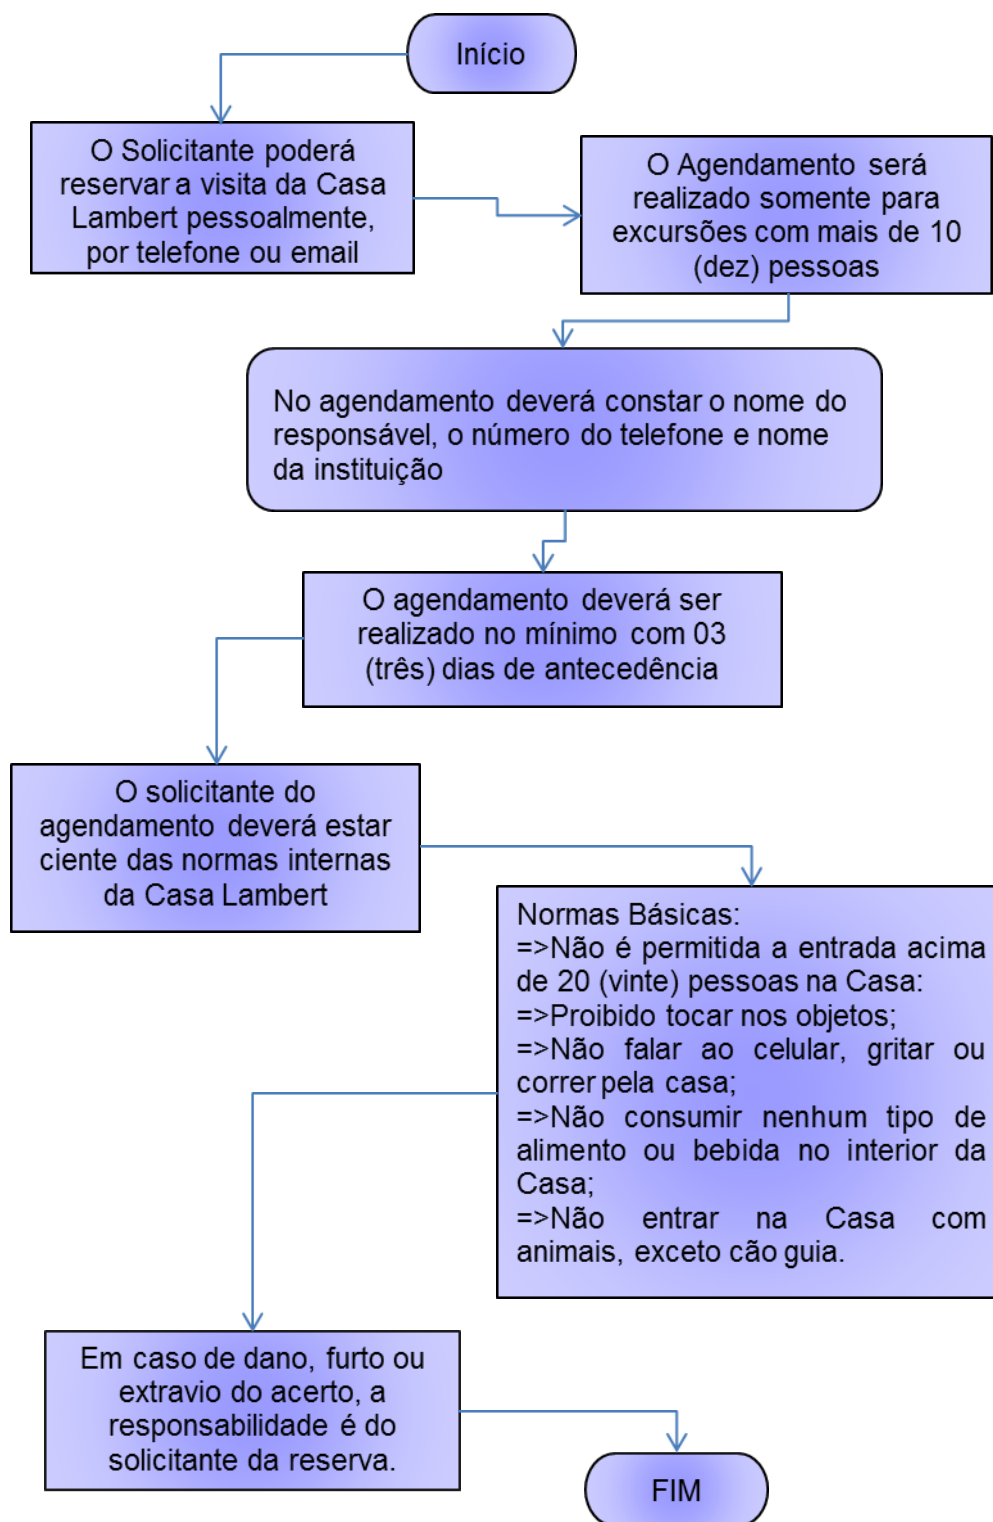 Início
O Solicitante poderá
reservar a visita da Casa
Lambert pessoalmente,
por telefone ou email
O Agendamento será
realizado somente para
excursões com mais de 10
(dez) pessoas
No agendamento deverá constar o nome do
responsável, o número do telefone e nome
da instituição
O agendamento deverá ser
realizado no mínimo com 03
(três) dias de antecedência
O solicitante do
agendamento deverá estar
ciente das normas internas
da Casa Lambert
Normas Básicas:
=>Não é permitida a entrada acima
de 20 (vinte) pessoas na Casa:
=>Proibido tocar nos objetos;
=>Não falar ao celular, gritar ou
correr pela casa;
=>Não consumir nenhum tipo de
alimento ou bebida no interior da
Casa;
=>Não entrar na Casa com
animais, exceto cão guia.
Em caso de dano, furto ou
extravio do acerto, a
responsabilidade é do
solicitante da reserva.
FIM